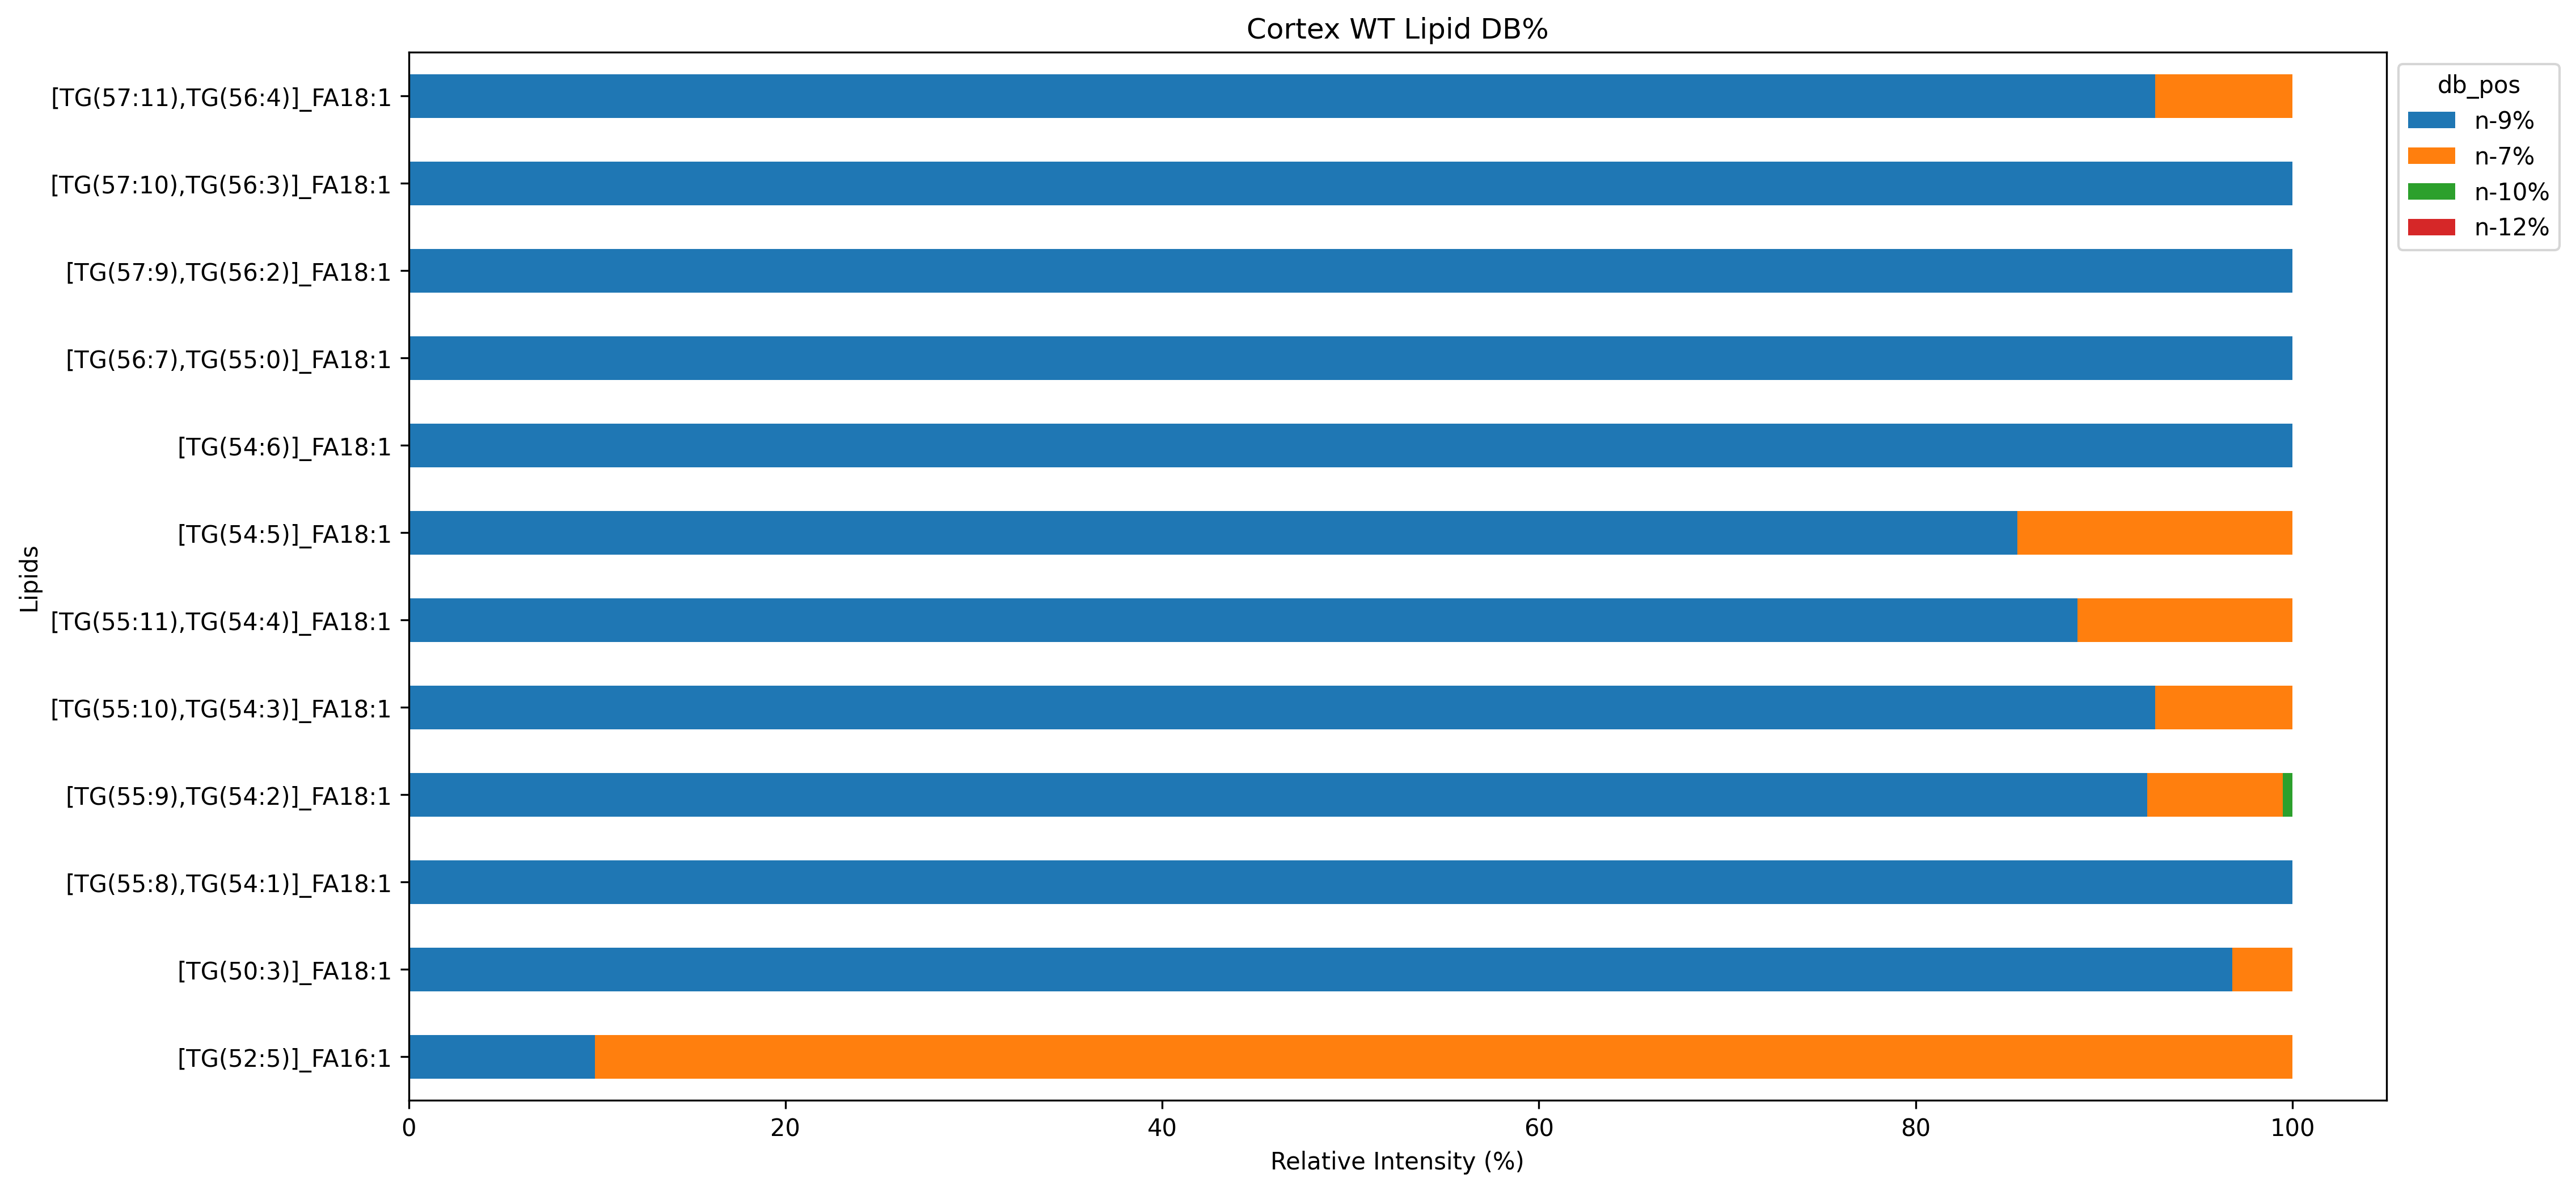 Cortex WT Lipid DB%
[TG(57:11),TG(56:4)]_FA18:1
[TG(57:10),TG(56:3)]_FA18:1
[TG(57:9),TG(56:2)]_FA18:1
[TG(56:7),TG(55:0)]_FA18:1
[TG(54:6)]_FA18:1
[TG(54:5)]_FA18:1
[TG(55:11),TG(54:4)]_FA18:1
[TG(55:10),TG(54:3)]_FA18:1
[TG(55:9),TG(54:2)]_FA18:1
[TG(55:8),TG(54:1)]_FA18:1
[TG(50:3)]_FA18:1
[TG(52:5)]_FA16:1
Lipids
0 20 40 60 80 100
Relative Intensity (%)
db_pos
n-9%
n-7%
n-10%
n-12%